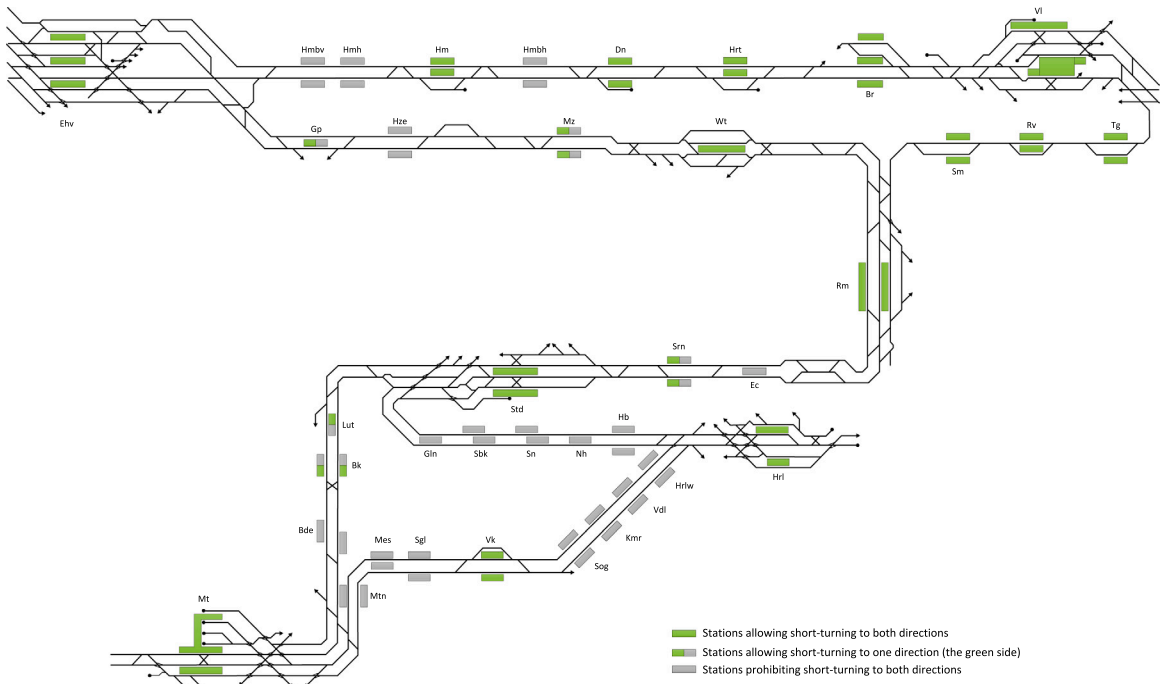 Vl
Hmbv
Hmh
Hm
Hmbh
Dn
Hrt
Br
Ehv
Gp
Hze
Mz
Wt
Rv
Tg
Sm
Rm
Srn
Ec
Std
Lut
Hb
Bk
Gln
Sbk
Sn
Nh
Hrl
Hrlw
Vdl
Bde
Kmr
Mes
Sgl
Vk
Sog
Mtn
Mt
Stations allowing short-turning to both directions
Stations allowing short-turning to one direction (the green side)
Stations prohibiting short-turning to both directions